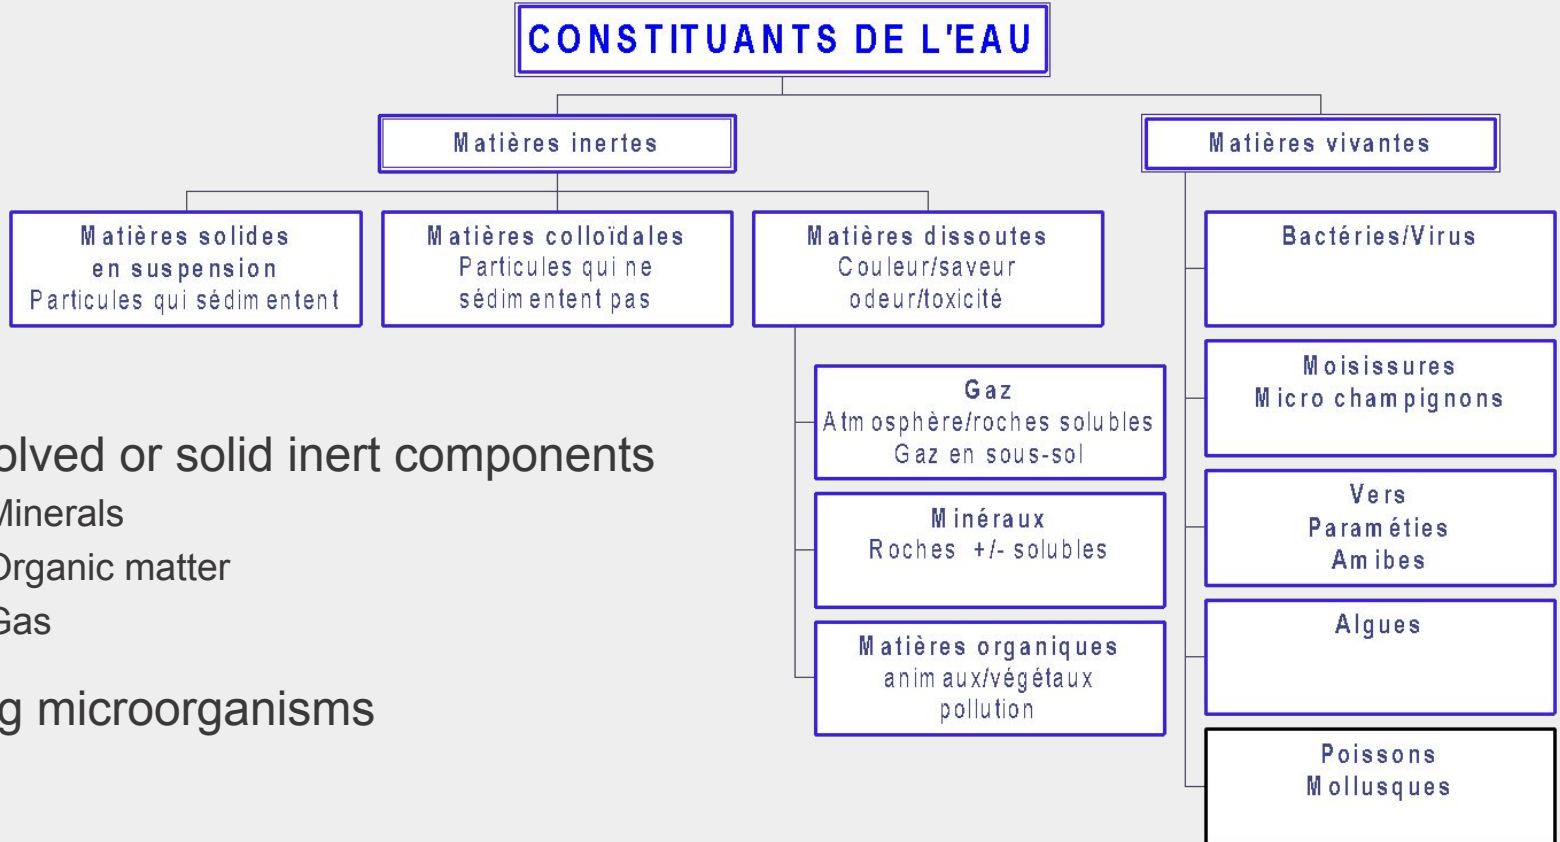 CONSTITUANTS DE L'EAU
Matières inertes
Matières vivantes
Matières solides
en suspension
Particules qui sédimentent
Matières colloïdales
Particules qui ne
sédimentent pas
Matières dissoutes
Couleur/saveur
odeur/toxicité
Gaz
Atmosphère/roches solubles
Gaz en sous-sol
Minéraux
Roches +/- solubles
Matières organiques
animaux/végétaux
pollution
Bactéries/Virus
Moisissures
Micro champignons
Vers
Paraméties
Amibes
Algues
Poissons
Mollusques
olved or solid inert components
Minerals
Organic matter
Gas
g microorganisms